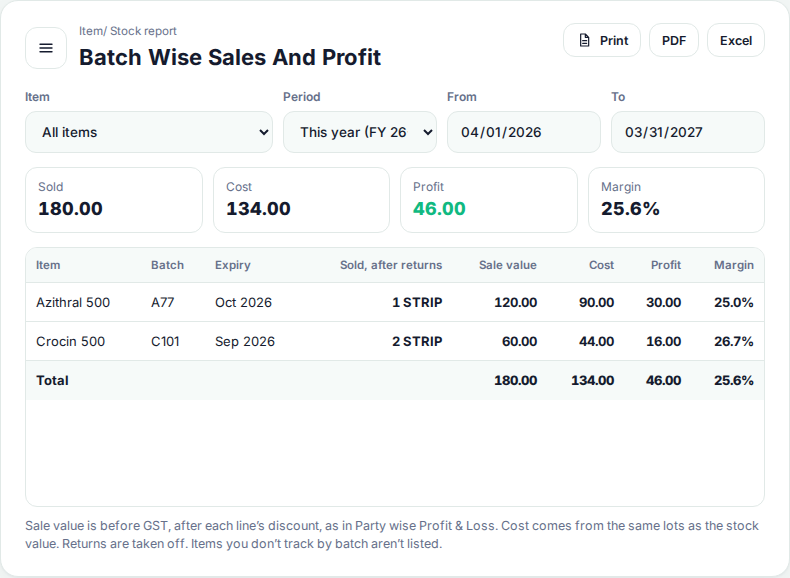 Item/ Stock report
Batch Wise Sales And Profit
Print
PDF
Excel
Item
Period
From
To
All items
This year (FY 26
04/01/2026
03/31/2027
Sold
Cost
Profit
Margin
180.00
134.00
46.00
25.6%
Item Batch Expiry Sold, after returns Sale value Cost Profit Margin
Azithral 500 A77 Oct 2026 1 STRIP 120.00 90.00 30.00 25.0%
Crocin 500 C101 Sep 2026 2 STRIP 60.00 44.00 16.00 26.7%
Total 180.00 134.00 46.00 25.6%
Sale value is before GST, after each line's discount, as in Party wise Profit & Loss. Cost comes from the same lots as the stock
value. Returns are taken off. Items you don't track by batch aren't listed.